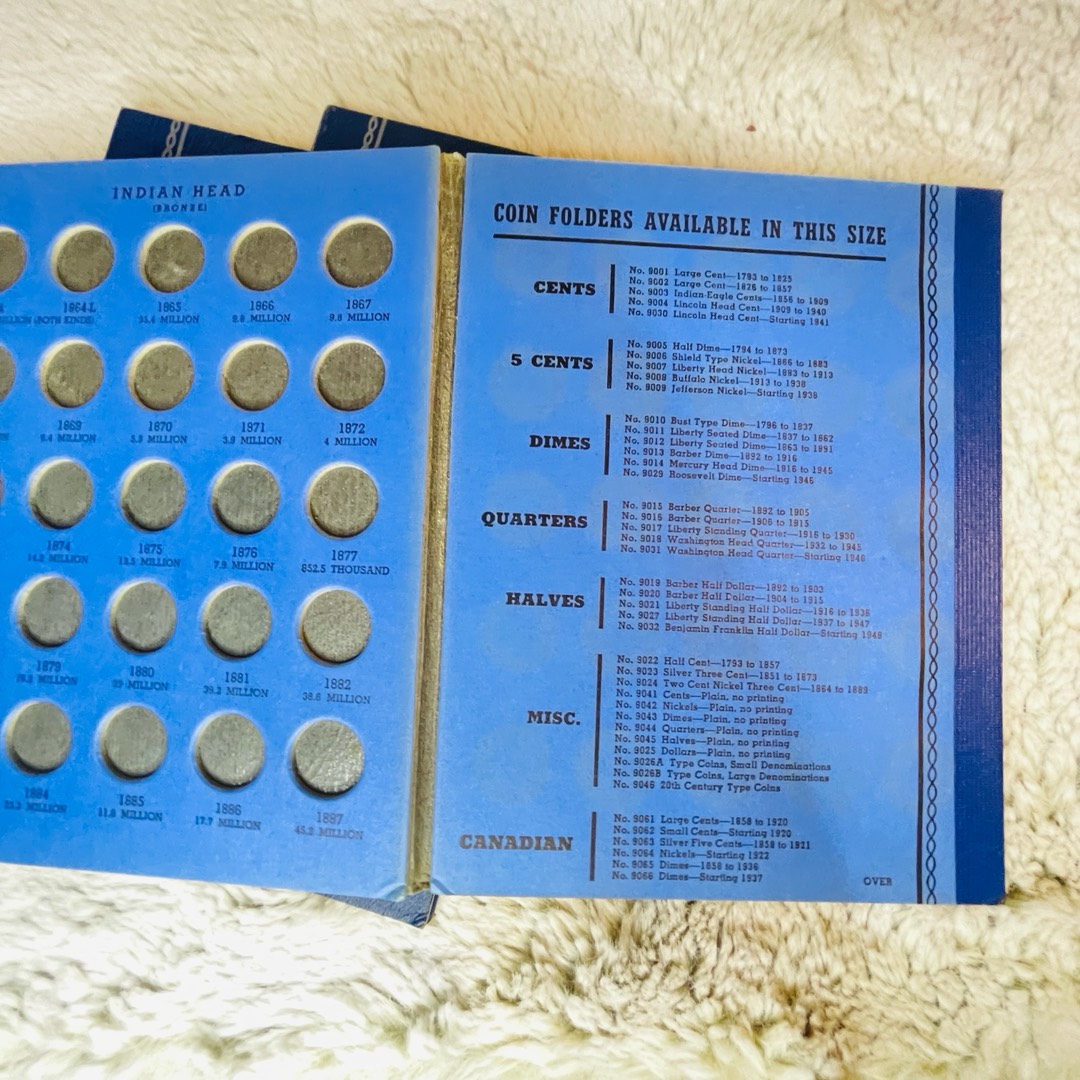 INDIAN HEAD
(BRONZE)
1864-L 1865 1866 1867
(BOTH KINDS) 35.4 MILLION 9.8 MILLION 9.8 MILLION
1869 1870 1871 1872
6.4 MILLION 5.3 MILLION 3.9 MILLION 4 MILLION
1874 1875 1876 1877
14.2 MILLION 13.5 MILLION 7.9 MILLION 852.5 THOUSAND
1879 1880 1881 1882
MILLION 39 MILLION 39.2 MILLION 38.6 MILLION
1884 1885 1886 1887
23.3 MILLION 11.8 MILLION 17.7 MILLION 45.2 MILLION
COIN FOLDERS AVAILABLE IN THIS SIZE
CENTS
No. 9001 Large Cent—1793 to 1825
No. 9002 Large Cent—1826 to 1857
No. 9003 Indian-Eagle Cents—1856 to 1909
No. 9004 Lincoln Head Cent—1909 to 1940
No. 9030 Lincoln Head Cent—Starting 1941
5 CENTS
No. 9005 Half Dime—1794 to 1873
No. 9006 Shield Type Nickel—1866 to 1883
No. 9007 Liberty Head Nickel—1883 to 1913
No. 9008 Buffalo Nickel—1913 to 1938
No. 9009 Jefferson Nickel—Starting 1938
DIMES
No. 9010 Bust Type Dime—1796 to 1837
No. 9011 Liberty Seated Dime—1837 to 1862
No. 9012 Liberty Seated Dime—1863 to 1891
No. 9013 Barber Dime—1892 to 1916
No. 9014 Mercury Head Dime—1916 to 1945
No. 9029 Roosevelt Dime—Starting 1946
QUARTERS
No. 9015 Barber Quarter—1892 to 1905
No. 9016 Barber Quarter—1906 to 1915
No. 9017 Liberty Standing Quarter—1916 to 1930
No. 9018 Washington Head Quarter—1932 to 1945
No. 9031 Washington Head Quarter—Starting 1946
HALVES
No. 9019 Barber Half Dollar—1892 to 1903
No. 9020 Barber Half Dollar—1904 to 1915
No. 9021 Liberty Standing Half Dollar—1916 to 1936
No. 9027 Liberty Standing Half Dollar—1937 to 1947
No. 9032 Benjamin Franklin Half Dollar—Starting 1948
MISC.
No. 9022 Half Cent—1793 to 1857
No. 9023 Silver Three Cent—1851 to 1873
No. 9024 Two Cent Nickel Three Cent—1864 to 1889
No. 9041 Cents—Plain, no printing
No. 9042 Nickels—Plain, no printing
No. 9043 Dimes—Plain, no printing
No. 9044 Quarters—Plain, no printing
No. 9045 Halves—Plain, no printing
No. 9025 Dollars—Plain, no printing
No. 9026A Type Coins, Small Denominations
No. 9026B Type Coins, Large Denominations
No. 9046 20th Century Type Coins
CANADIAN
No. 9061 Large Cents—1858 to 1920
No. 9062 Small Cents—Starting 1920
No. 9063 Silver Five Cents—1858 to 1921
No. 9064 Nickels—Starting 1922
No. 9065 Dimes—1858 to 1936
No. 9066 Dimes—Starting 1937
OVER